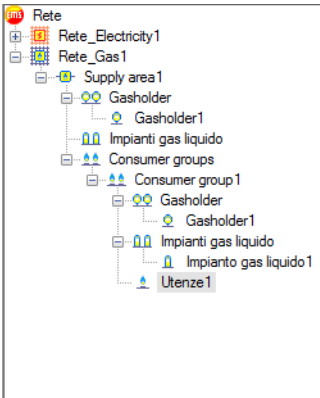 EMS Rete
Rete_Electricity1
Rete_Gas1
Supply area1
Gasholder
Gasholder1
Impianti gas liquido
Consumer groups
Consumer group1
Gasholder
Gasholder1
Impianti gas liquido
Impianto gas liquido1
Utenze1